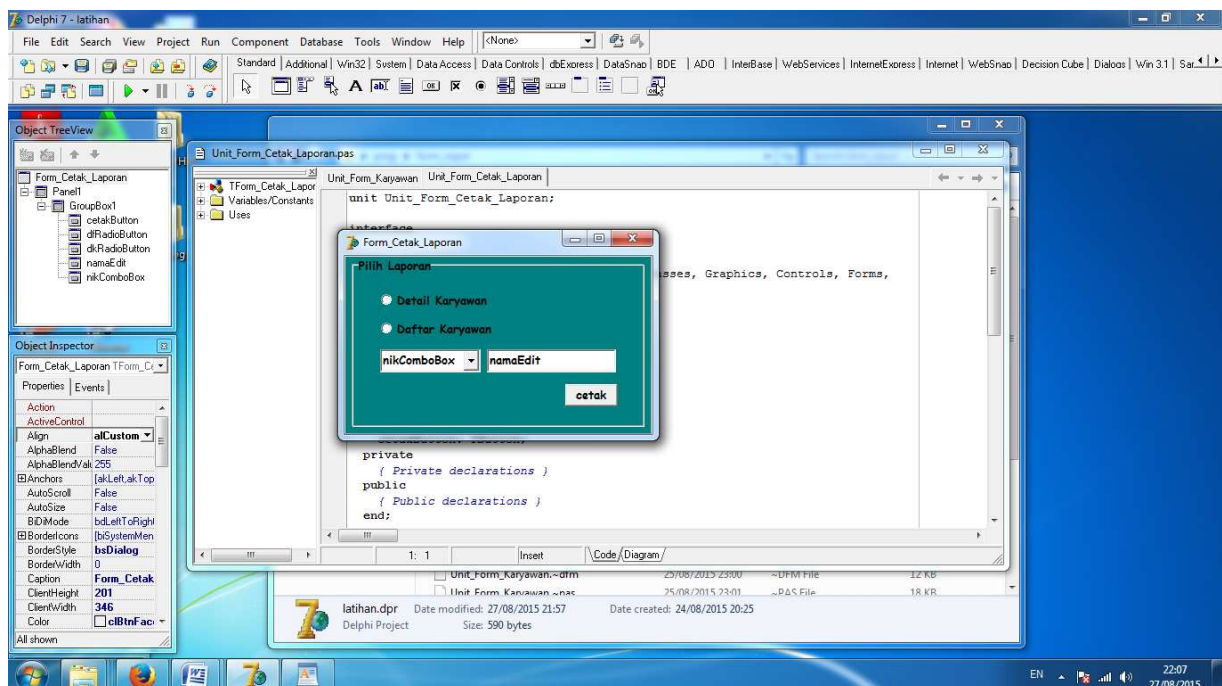 Delphi 7 - latihan
File Edit Search View Project Run Component Database Tools Window Help <None>
Standard Additional Win32 System Data Access Data Controls dbExpress DataSnap BDE ADO InterBase WebServices InternetExpress Internet WebSnap Decision Cube Dialogs Win 3.1
Object TreeView
Form_Cetak_Laporan
Panel1
GroupBox1
cetakButton
dfRadioButton
dkRadioButton
namaEdit
nikComboBox
Object Inspector
Form_Cetak_Laporan
Properties Events
Action
ActiveControl
Align alCustom
AlphaBlend False
AlphaBlendVal 255
Anchors [akLeft,akTop
AutoScroll False
AutoSize False
BiDiMode bdLeftToRight
BorderIcons [biSystemMen
BorderStyle bsDialog
BorderWidth 0
Caption Form_Cetak
ClientHeight 201
ClientWidth 346
Color clBtnFace
All shown
Unit_Form_Cetak_Laporan.pas
TForm_Cetak_Lapor
Variables/Constants
Uses
Unit_Form_Karyawan Unit_Form_Cetak_Laporan
unit Unit_Form_Cetak_Laporan;
interface
Graphics, Controls, Forms,
Form_Cetak_Laporan
Pilih Laporan
Detail Karyawan
Daftar Karyawan
nikComboBox namaEdit
cetak
private
{ Private declarations }
public
{ Public declarations }
end;
1: 1 Insert Code Diagram
Unit_Form_Karyawan.~dfm 25/08/2015 23:00 ~DFM File 12 KB
Unit_Form_Karyawan.~pas 25/08/2015 23:01 ~PAS File 18 KB
latihan.dpr Date modified: 27/08/2015 21:57 Date created: 24/08/2015 20:25
Delphi Project Size: 590 bytes
EN 22:07
27/08/2015